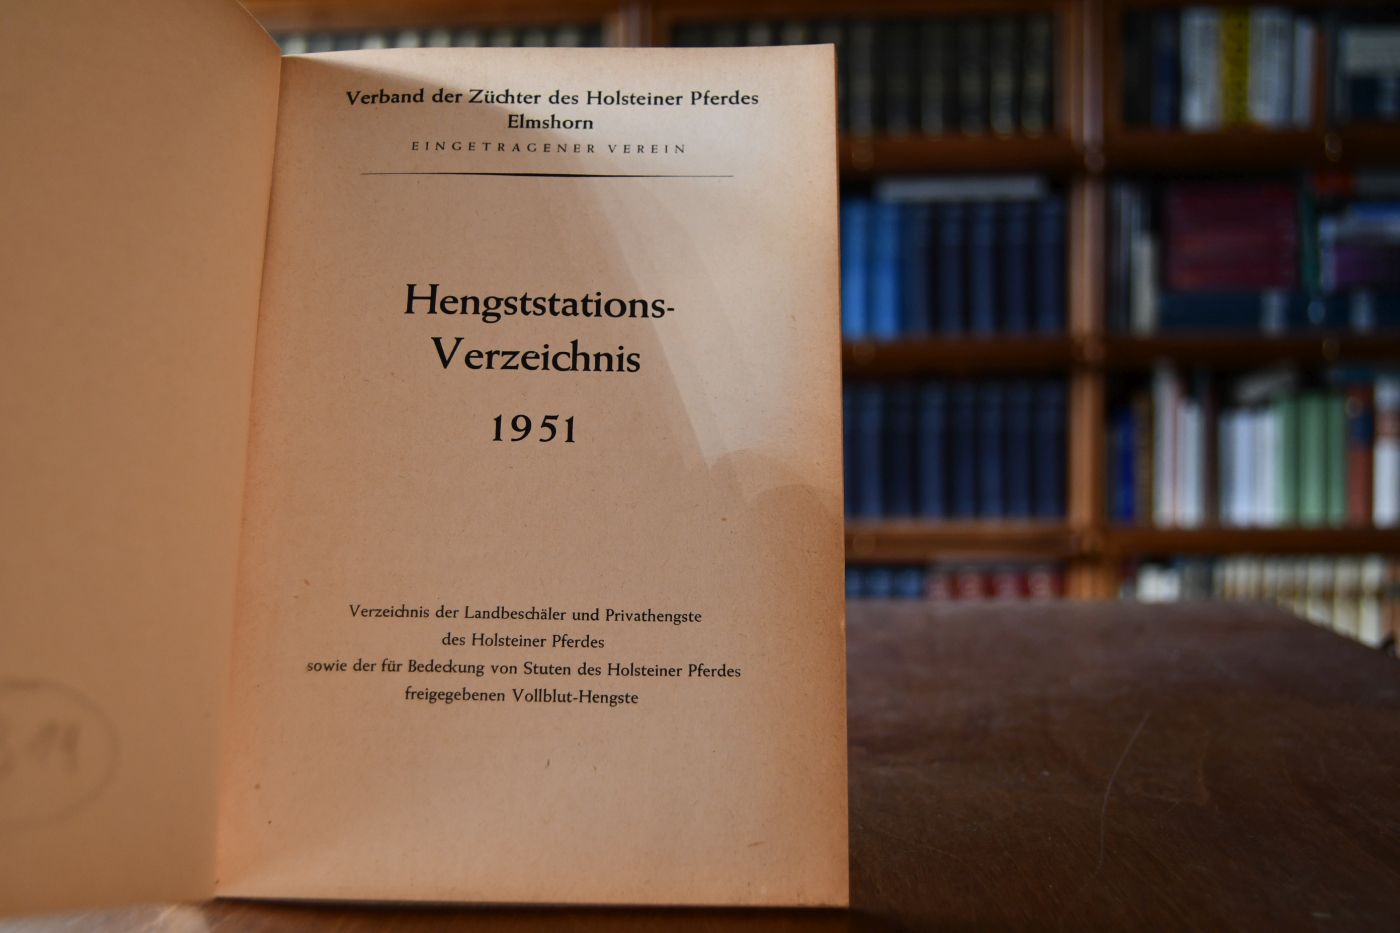 Verband der Züchter des Holsteiner Pferdes
Elmshorn
EINGETRAGENER VEREIN
Hengststations-
Verzeichnis
1951
Verzeichnis der Landbeschäler und Privathengste
des Holsteiner Pferdes
sowie der für Bedeckung von Stuten des Holsteiner Pferdes
freigegebenen Vollblut-Hengste